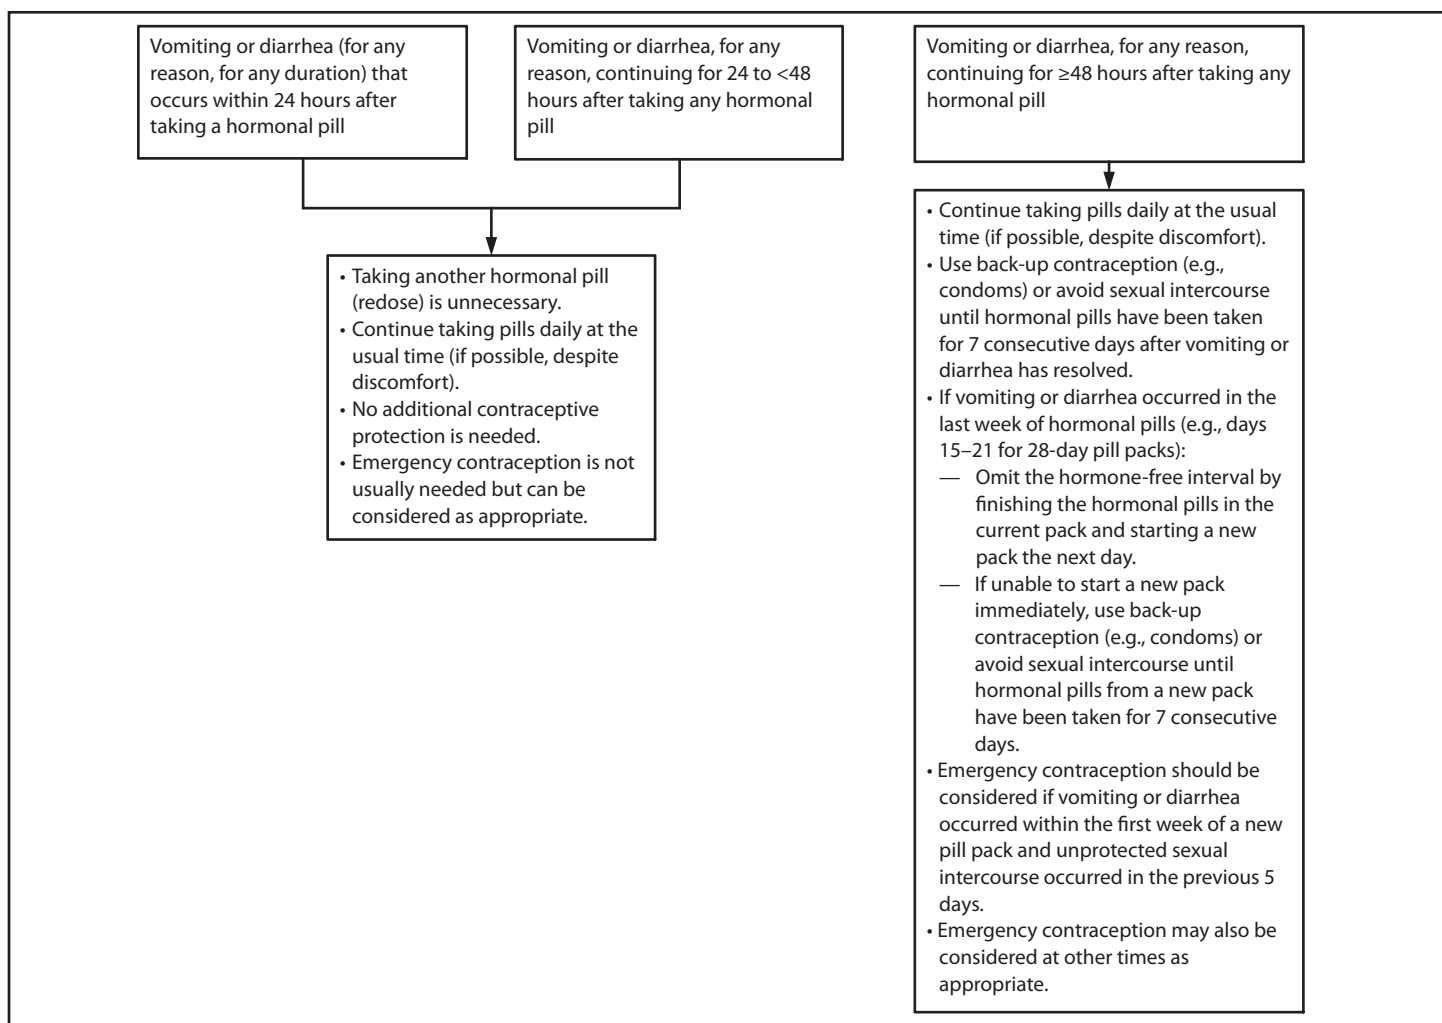 Vomiting or diarrhea (for any
reason, for any duration) that
occurs within 24 hours after
taking a hormonal pill
Vomiting or diarrhea, for any
reason, continuing for 24 to <48
hours after taking any hormonal
pill
Vomiting or diarrhea, for any reason,
continuing for ≥48 hours after taking any
hormonal pill
• Taking another hormonal pill
(redose) is unnecessary.
• Continue taking pills daily at the
usual time (if possible, despite
discomfort).
• No additional contraceptive
protection is needed.
• Emergency contraception is not
usually needed but can be
considered as appropriate.
• Continue taking pills daily at the usual
time (if possible, despite discomfort).
• Use back-up contraception (e.g.,
condoms) or avoid sexual intercourse
until hormonal pills have been taken
for 7 consecutive days after vomiting or
diarrhea has resolved.
• If vomiting or diarrhea occurred in the
last week of hormonal pills (e.g., days
15–21 for 28-day pill packs):
— Omit the hormone-free interval by
finishing the hormonal pills in the
current pack and starting a new
pack the next day.
— If unable to start a new pack
immediately, use back-up
contraception (e.g., condoms) or
avoid sexual intercourse until
hormonal pills from a new pack
have been taken for 7 consecutive
days.
• Emergency contraception should be
considered if vomiting or diarrhea
occurred within the first week of a new
pill pack and unprotected sexual
intercourse occurred in the previous 5
days.
• Emergency contraception may also be
considered at other times as
appropriate.